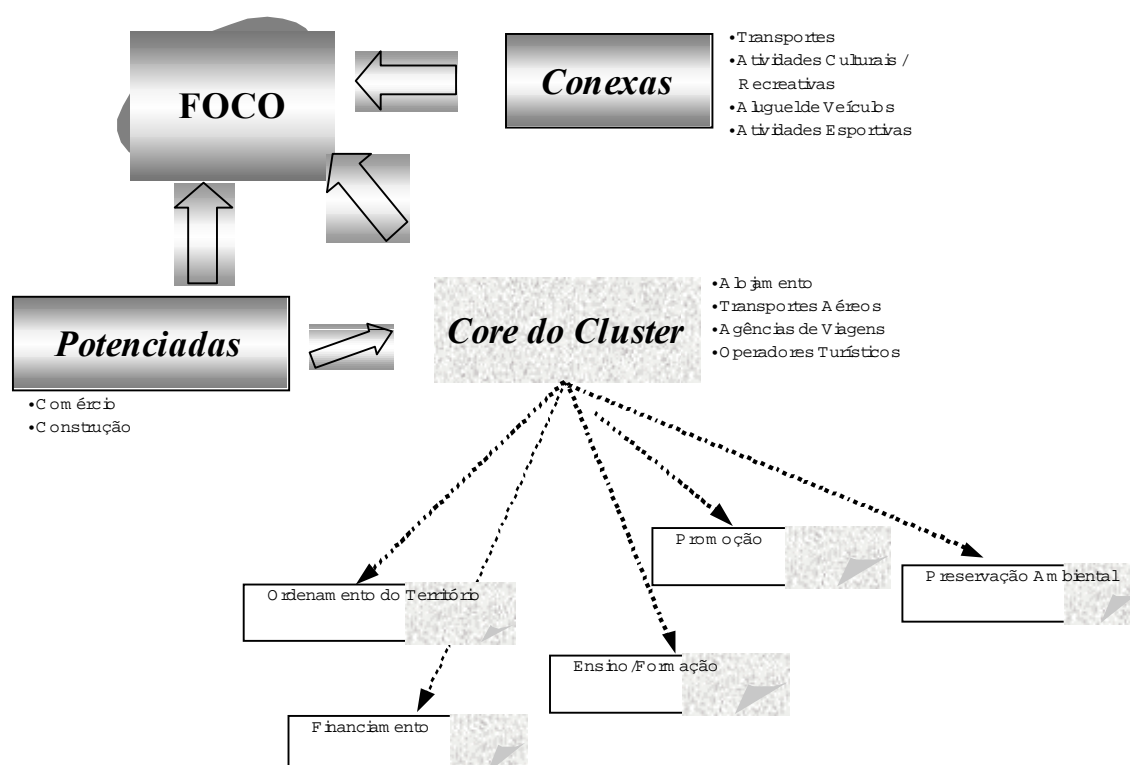 FOCO
Conexas
•Transportes
•Atividades Culturais /
Recreativas
•Aluguel de Veículos
•Atividades Esportivas
Potenciadas
•Comércio
•Construção
Core do Cluster
•Alojamento
•Transportes Aéreos
•Agências de Viagens
•Operadores Turísticos
Promoção
Preservação Ambiental
Ordenamento do Território
Ensino/Formação
Financiamento